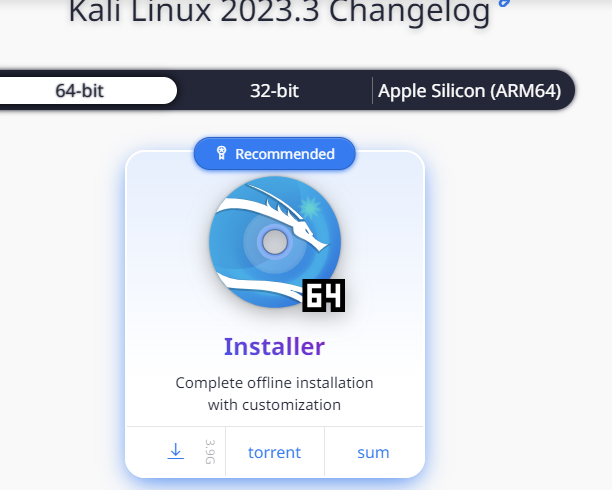 Kali Linux 2023.3 Changelog
64-bit
32-bit
Apple Silicon (ARM64)
Recommended
64
Installer
Complete offline installation
with customization
3.9G
torrent
sum